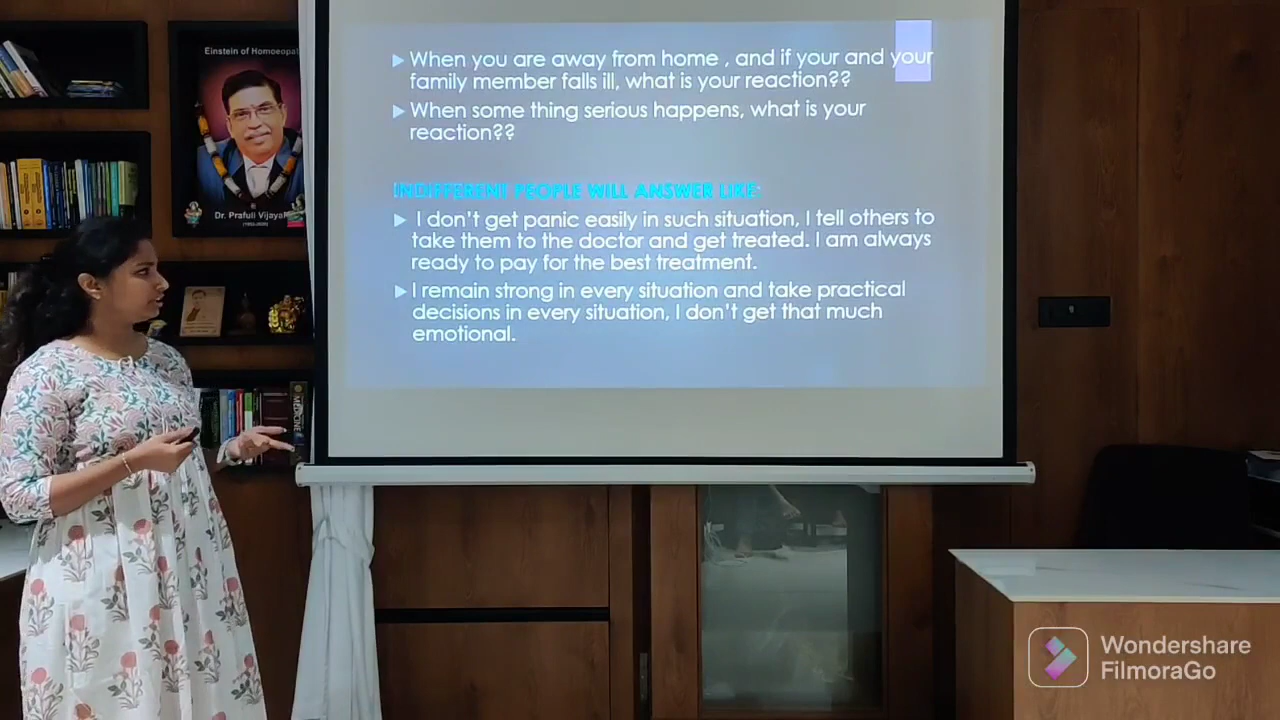 Einstein of Homoeopat
Dr. Prafull Vijayak
▶ When you are away from home , and if your and your
family member falls ill, what is your reaction??
▶ When some thing serious happens, what is your
reaction??
INDIFFERENT PEOPLE WILL ANSWER LIKE:
▶ I don't get panic easily in such situation, I tell others to
take them to the doctor and get treated. I am always
ready to pay for the best treatment.
▶ I remain strong in every situation and take practical
decisions in every situation, I don't get that much
emotional.
MEDICINE
Wondershare
FilmoraGo